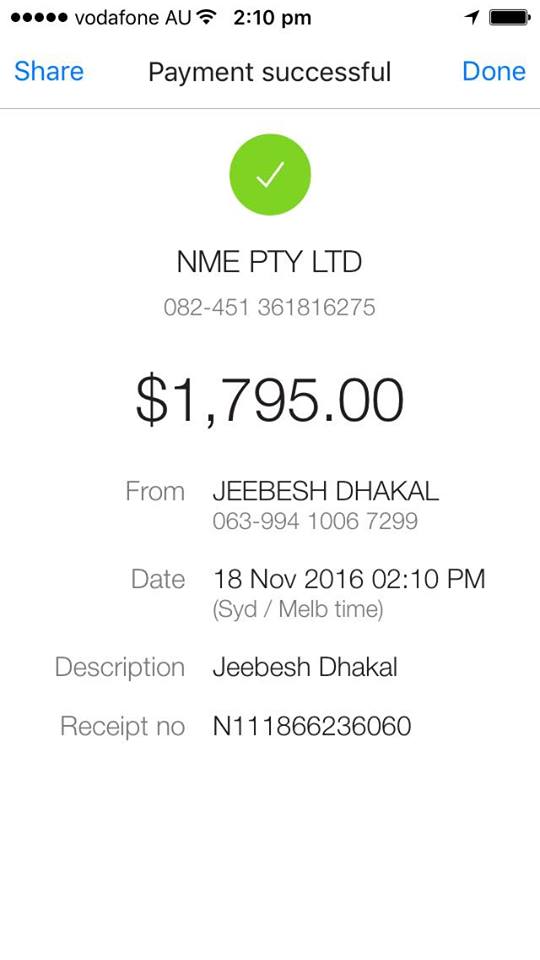 vodafone AU 2:10 pm
Share Payment successful Done
NME PTY LTD
082-451 361816275
$1,795.00
From JEEBESH DHAKAL
063-994 1006 7299
Date 18 Nov 2016 02:10 PM
(Syd / Melb time)
Description Jeebesh Dhakal
Receipt no N111866236060